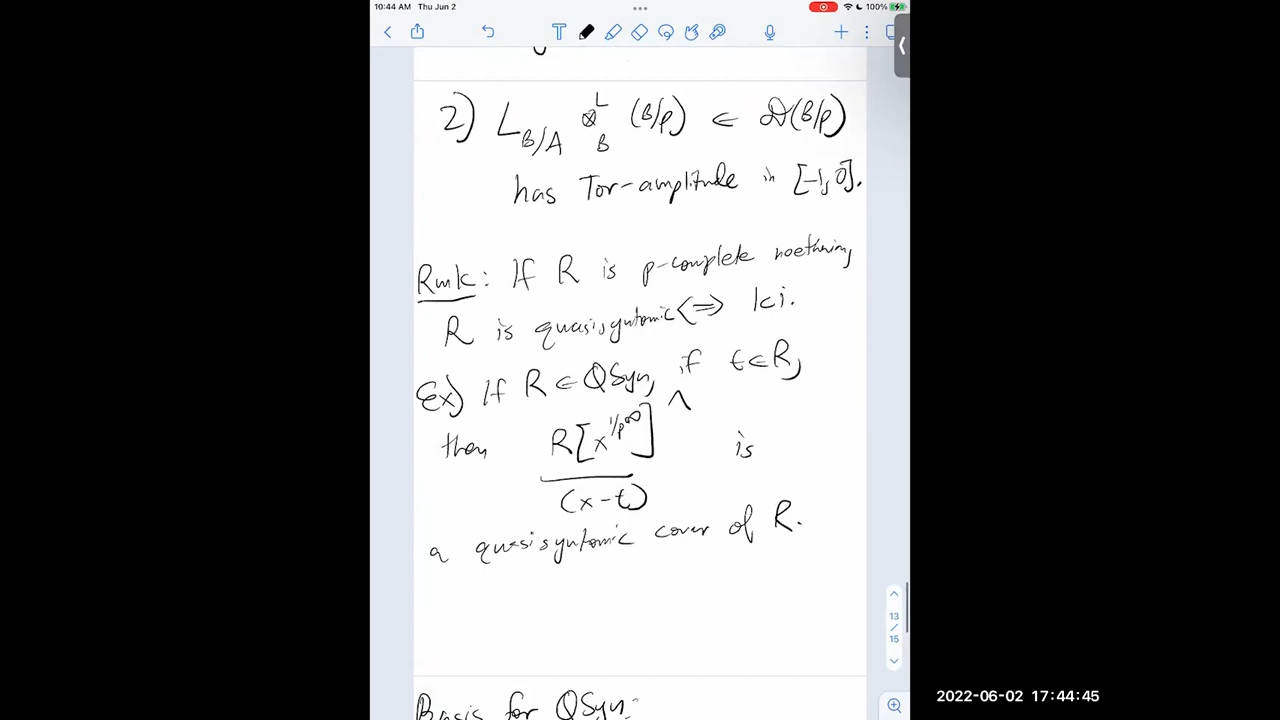 10:44 AM Thu Jun 2
100%
2) L_{B/A} ⊗^L_B (B/p) ∈ D(B/p)
has Tor-amplitude in [-1, 0].
Rmk: If R is p-complete noetherian,
R is quasisyntomic <=> lci.
Ex) If R ∈ QSyn, if t ∈ R,
then R[x^{1/p^∞}]^∧ is
(x-t)
a quasisyntomic cover of R.
13
/
15
Basis for QSyn:
2022-06-02 17:44:45